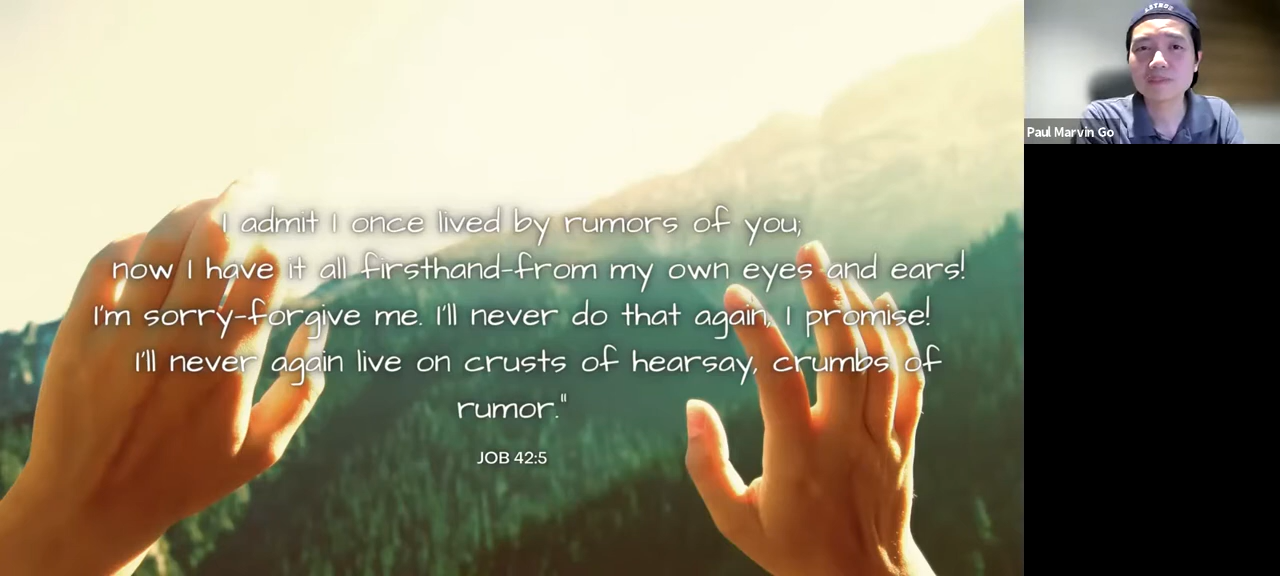 I admit I once lived by rumors of you;
now I have it all firsthand-from my own eyes and ears!
I'm sorry-forgive me. I'll never do that again, I promise!
I'll never again live on crusts of hearsay, crumbs of
rumor."
JOB 42:5
ASTROS
Paul Marvin Go